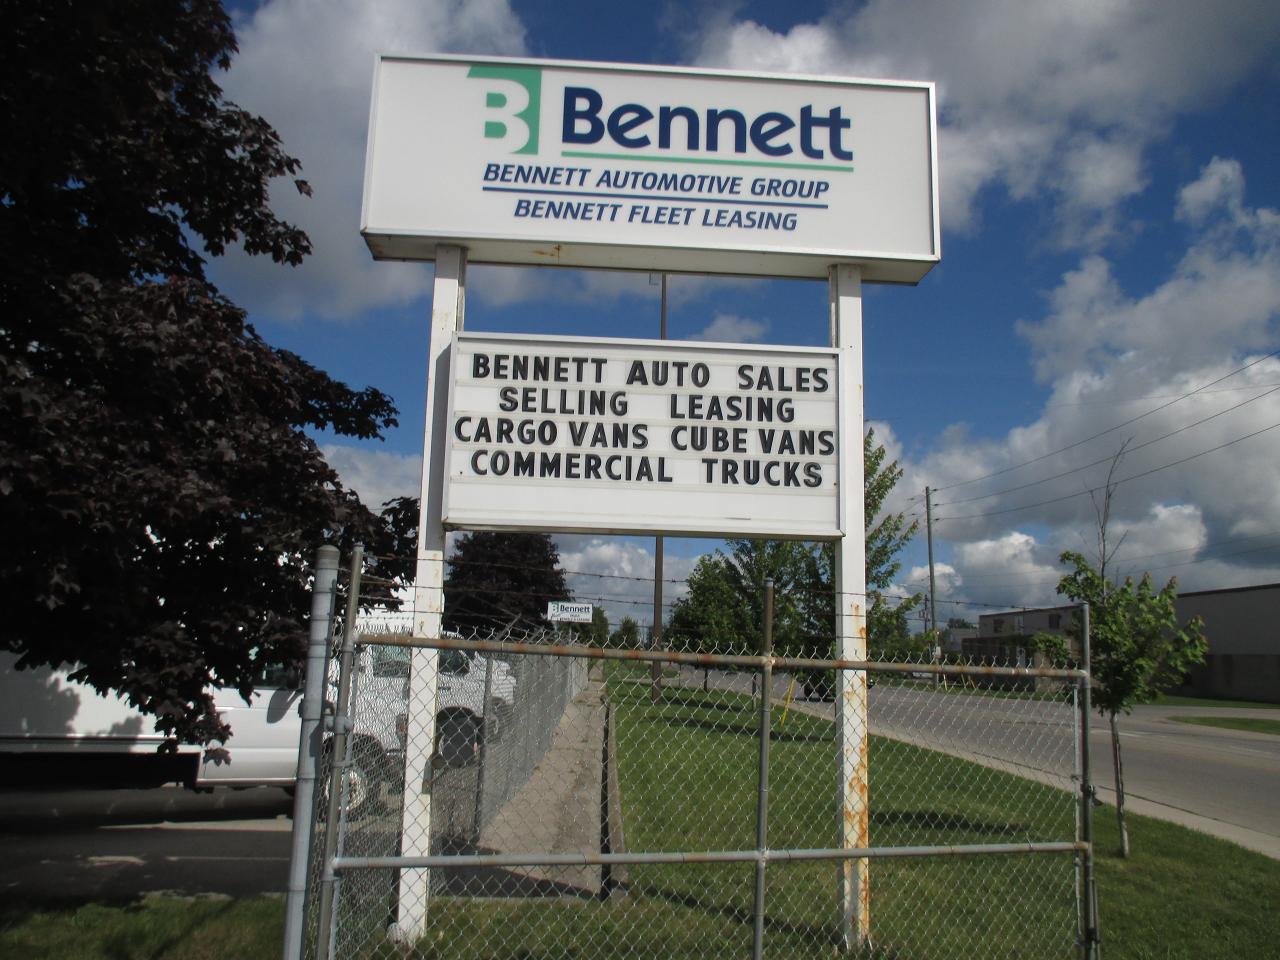 B Bennett
BENNETT AUTOMOTIVE GROUP
BENNETT FLEET LEASING
BENNETT AUTO SALES
SELLING LEASING
CARGO VANS CUBE VANS
COMMERCIAL TRUCKS
B Bennett